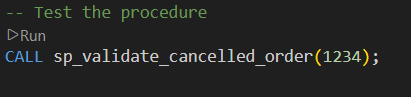 -- Test the procedure
▷Run
CALL sp_validate_cancelled_order(1234);